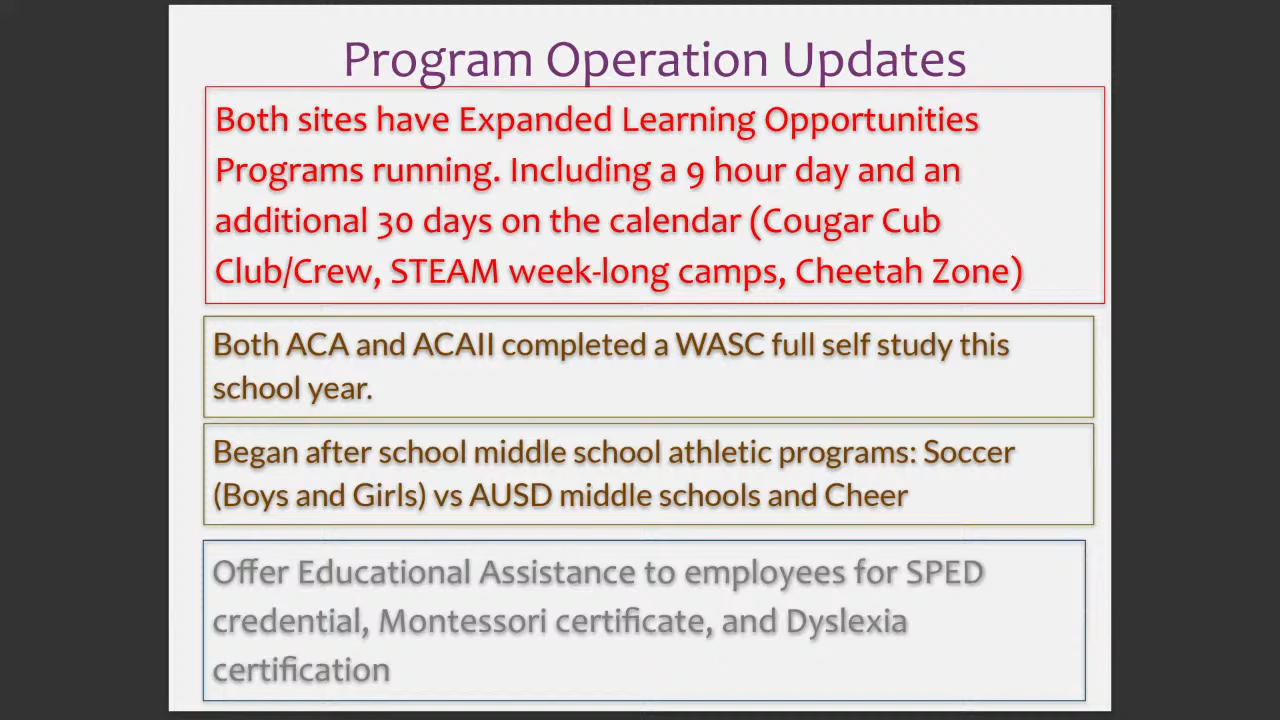 Program Operation Updates
Both sites have Expanded Learning Opportunities
Programs running. Including a 9 hour day and an
additional 30 days on the calendar (Cougar Cub
Club/Crew, STEAM week-long camps, Cheetah Zone)
Both ACA and ACAII completed a WASC full self study this
school year.
Began after school middle school athletic programs: Soccer
(Boys and Girls) vs AUSD middle schools and Cheer
Offer Educational Assistance to employees for SPED
credential, Montessori certificate, and Dyslexia
certification